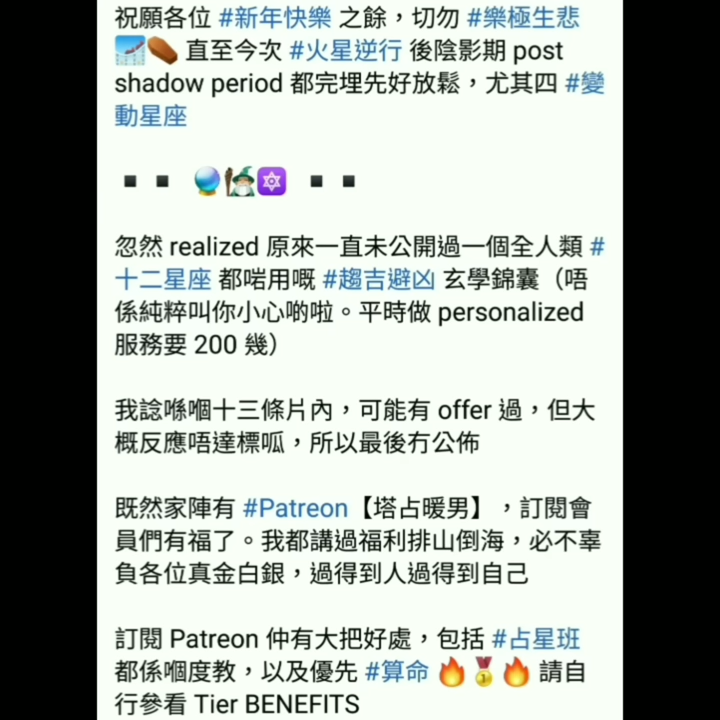 祝願各位 #新年快樂 之餘，切勿 #樂極生悲
直至今次 #火星逆行 後陰影期 post
shadow period 都完埋先好放鬆，尤其四 #變
動星座
▪▪ 🔮🧙🔯 ▪▪
忽然 realized 原來一直未公開過一個全人類 #
十二星座 都啱用嘅 #趨吉避凶 玄學錦囊（唔
係純粹叫你小心啲啦。平時做 personalized
服務要 200 幾）
我諗喺嗰十三條片內，可能有 offer 過，但大
概反應唔達標呱，所以最後冇公佈
既然家陣有 #Patreon【塔占暖男】，訂閱會
員們有福了。我都講過福利排山倒海，必不辜
負各位真金白銀，過得到人過得到自己
訂閱 Patreon 仲有大把好處，包括 #占星班
都係嗰度教，以及優先 #算命 🔥🏅🔥 請自
行參看 Tier BENEFITS